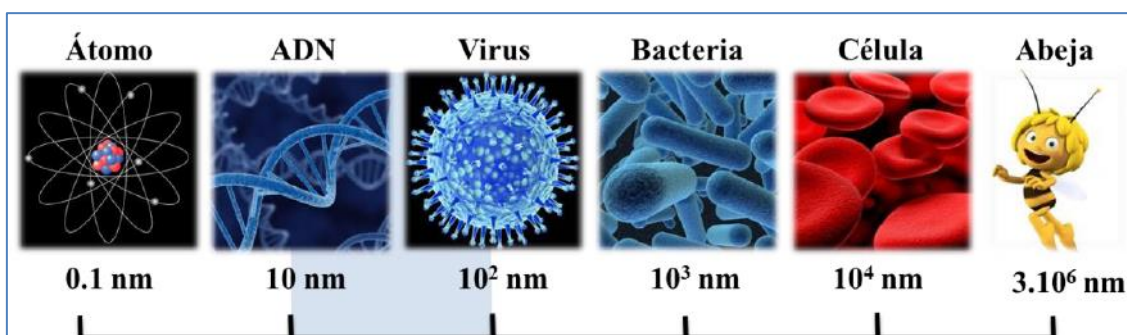 Átomo ADN Virus Bacteria Célula Abeja
0.1 nm 10 nm 10² nm 10³ nm 10⁴ nm 3.10⁶ nm